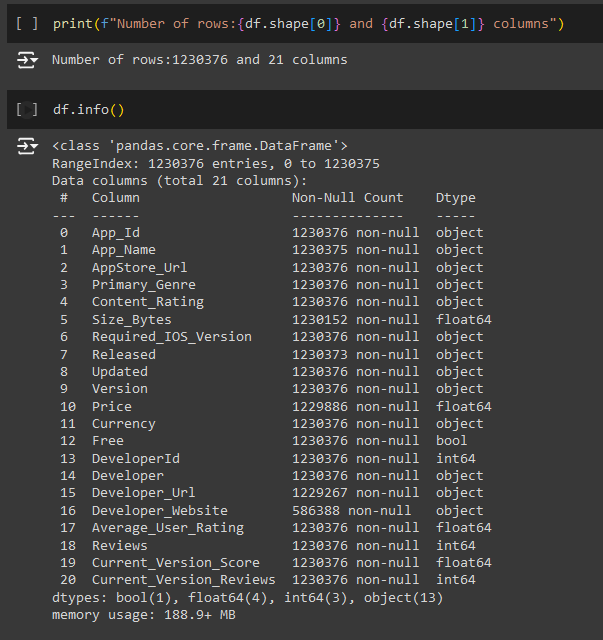 [ ] print(f"Number of rows:{df.shape[0]} and {df.shape[1]} columns")
Number of rows:1230376 and 21 columns
[ ] df.info()
<class 'pandas.core.frame.DataFrame'>
RangeIndex: 1230376 entries, 0 to 1230375
Data columns (total 21 columns):
 #   Column                   Non-Null Count    Dtype
---  ------                   --------------    -----
 0   App_Id                   1230376 non-null  object
 1   App_Name                 1230375 non-null  object
 2   AppStore_Url             1230376 non-null  object
 3   Primary_Genre            1230376 non-null  object
 4   Content_Rating           1230376 non-null  object
 5   Size_Bytes               1230152 non-null  float64
 6   Required_IOS_Version     1230376 non-null  object
 7   Released                 1230373 non-null  object
 8   Updated                  1230376 non-null  object
 9   Version                  1230376 non-null  object
 10  Price                    1229886 non-null  float64
 11  Currency                 1230376 non-null  object
 12  Free                     1230376 non-null  bool
 13  DeveloperId              1230376 non-null  int64
 14  Developer                1230376 non-null  object
 15  Developer_Url            1229267 non-null  object
 16  Developer_Website        586388 non-null   object
 17  Average_User_Rating      1230376 non-null  float64
 18  Reviews                  1230376 non-null  int64
 19  Current_Version_Score    1230376 non-null  float64
 20  Current_Version_Reviews  1230376 non-null  int64
dtypes: bool(1), float64(4), int64(3), object(13)
memory usage: 188.9+ MB